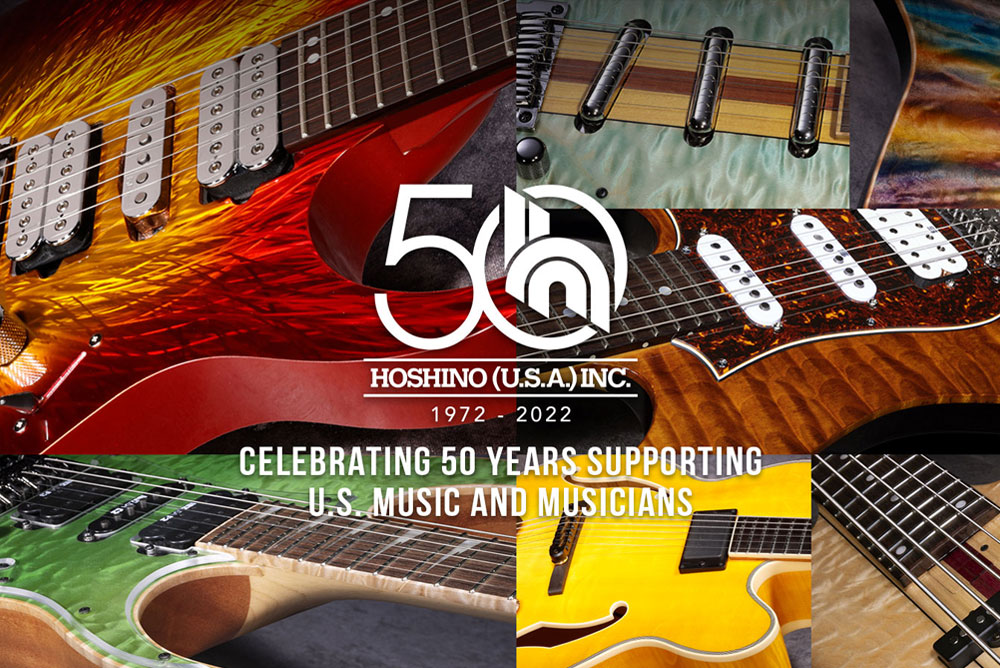 50
HOSHINO (U.S.A.) INC.
1972 - 2022
CELEBRATING 50 YEARS SUPPORTING
U.S. MUSIC AND MUSICIANS